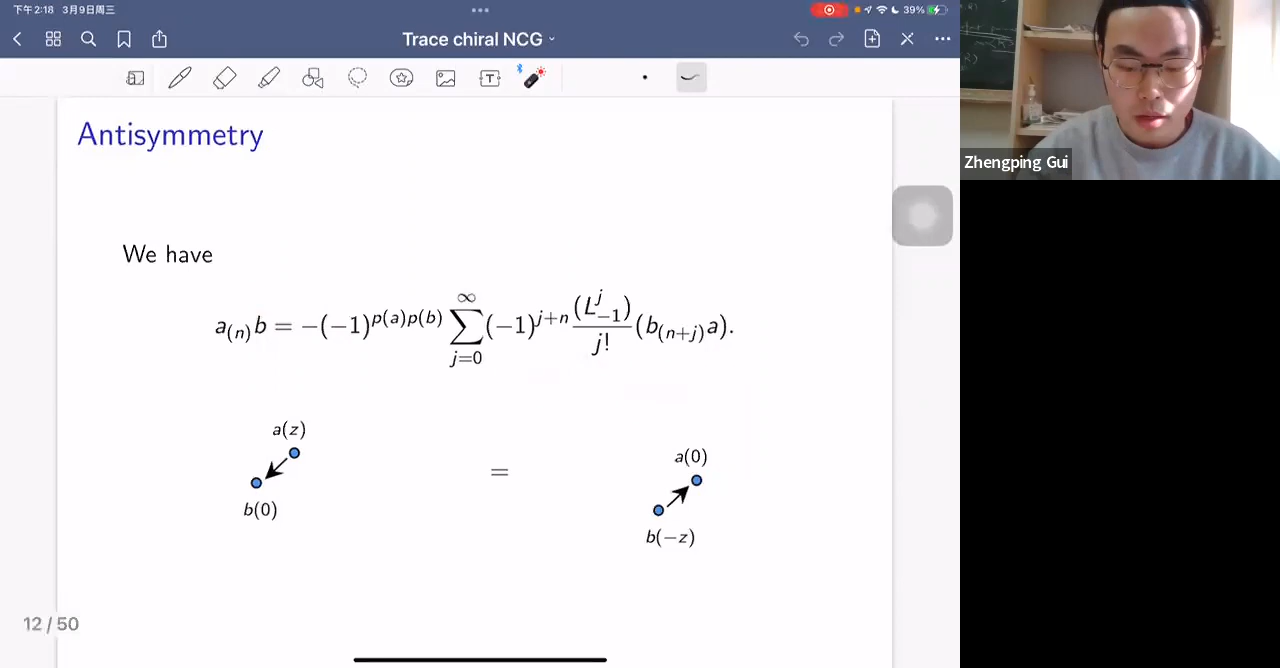 下午2:18 3月9日周三
39%
Trace chiral NCG
Zhengping Gui
Antisymmetry
We have
$a_{(n)}b = -(-1)^{p(a)p(b)} \sum_{j=0}^{\infty} (-1)^{j+n} \frac{(L_{-1}^{j})}{j!} (b_{(n+j)}a).$
a(z)
b(0)
=
a(0)
b(−z)
12 / 50